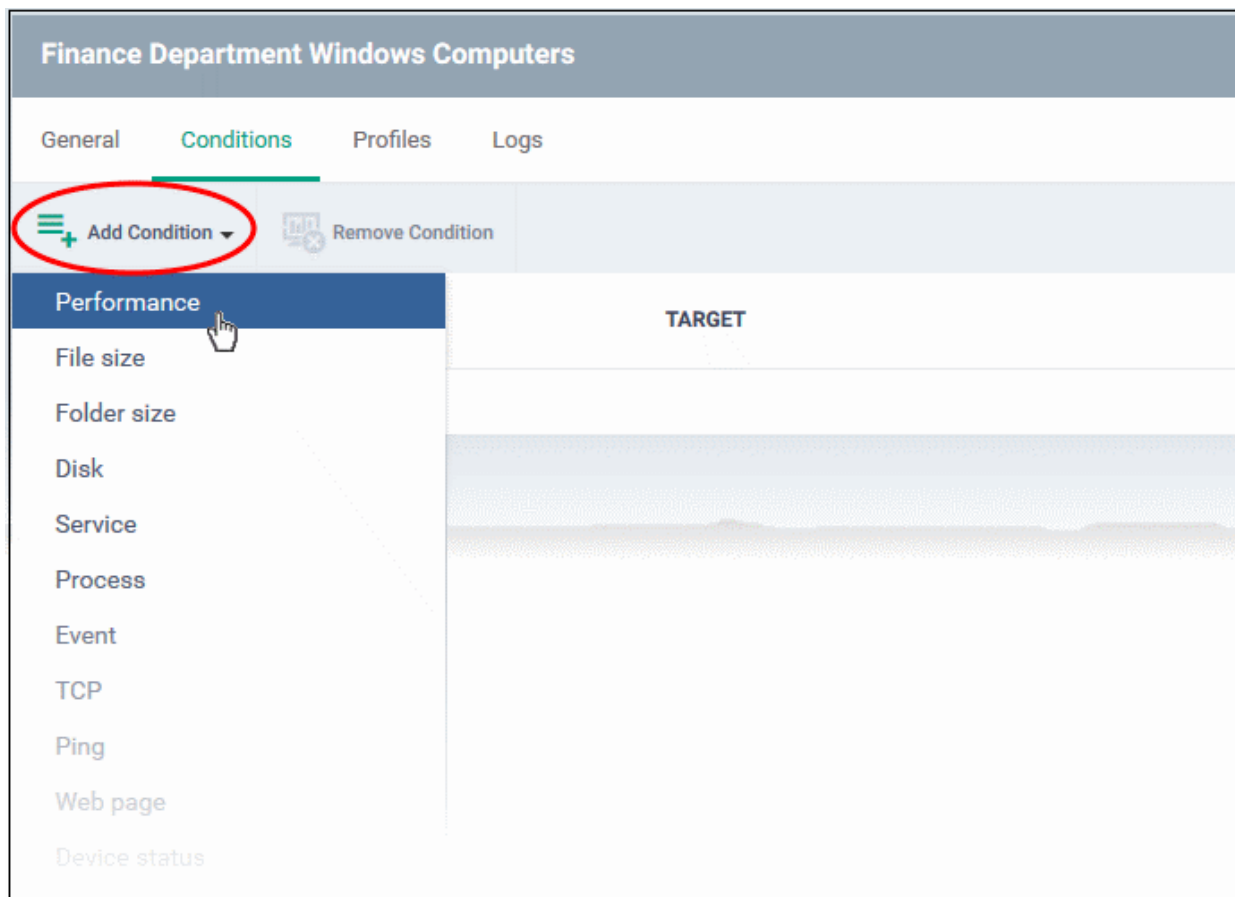 Finance Department Windows Computers
General Conditions Profiles Logs
Add Condition Remove Condition
Performance
TARGET
File size
Folder size
Disk
Service
Process
Event
TCP
Ping
Web page
Device status